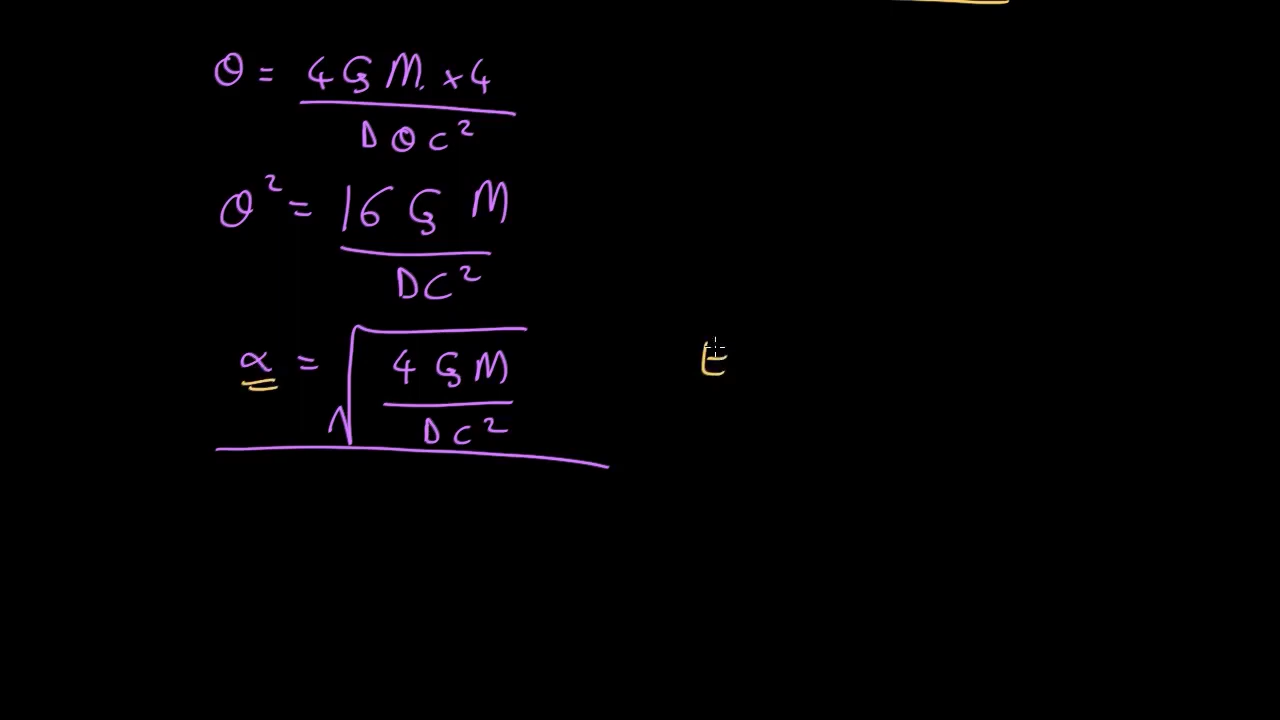 θ = 4GM × 4 / DθC²
θ² = 16GM / DC²
α = √(4GM / DC²)
E